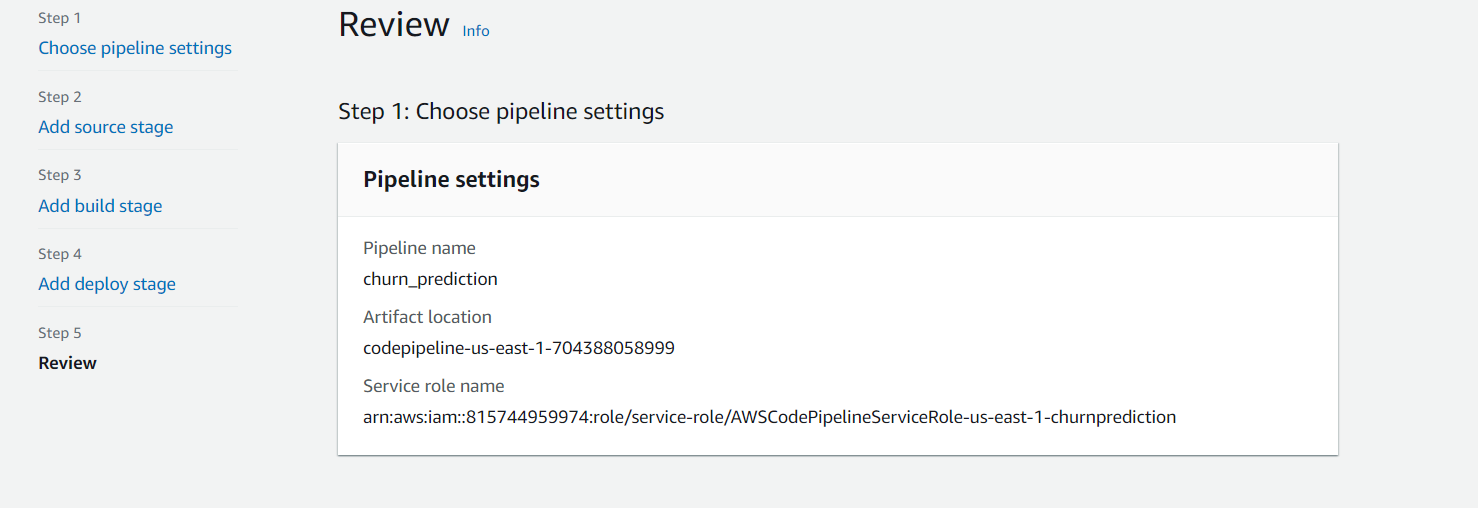 Step 1
Choose pipeline settings
Step 2
Add source stage
Step 3
Add build stage
Step 4
Add deploy stage
Step 5
Review
Review Info
Step 1: Choose pipeline settings
Pipeline settings
Pipeline name
churn_prediction
Artifact location
codepipeline-us-east-1-704388058999
Service role name
arn:aws:iam::815744959974:role/service-role/AWSCodePipelineServiceRole-us-east-1-churnprediction